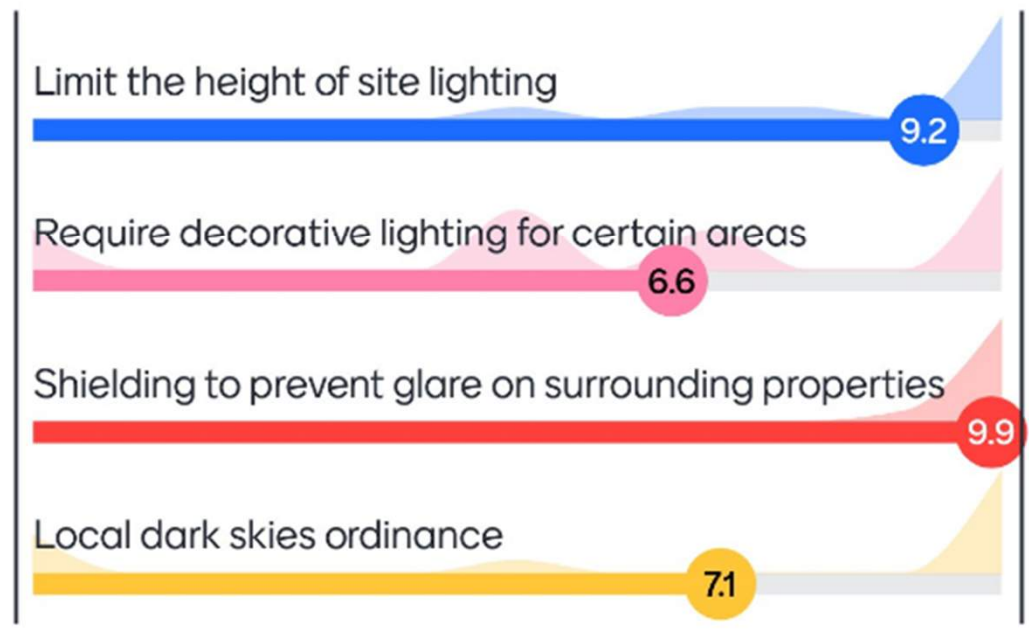 Limit the height of site lighting
9.2
Require decorative lighting for certain areas
6.6
Shielding to prevent glare on surrounding properties
9.9
Local dark skies ordinance
7.1